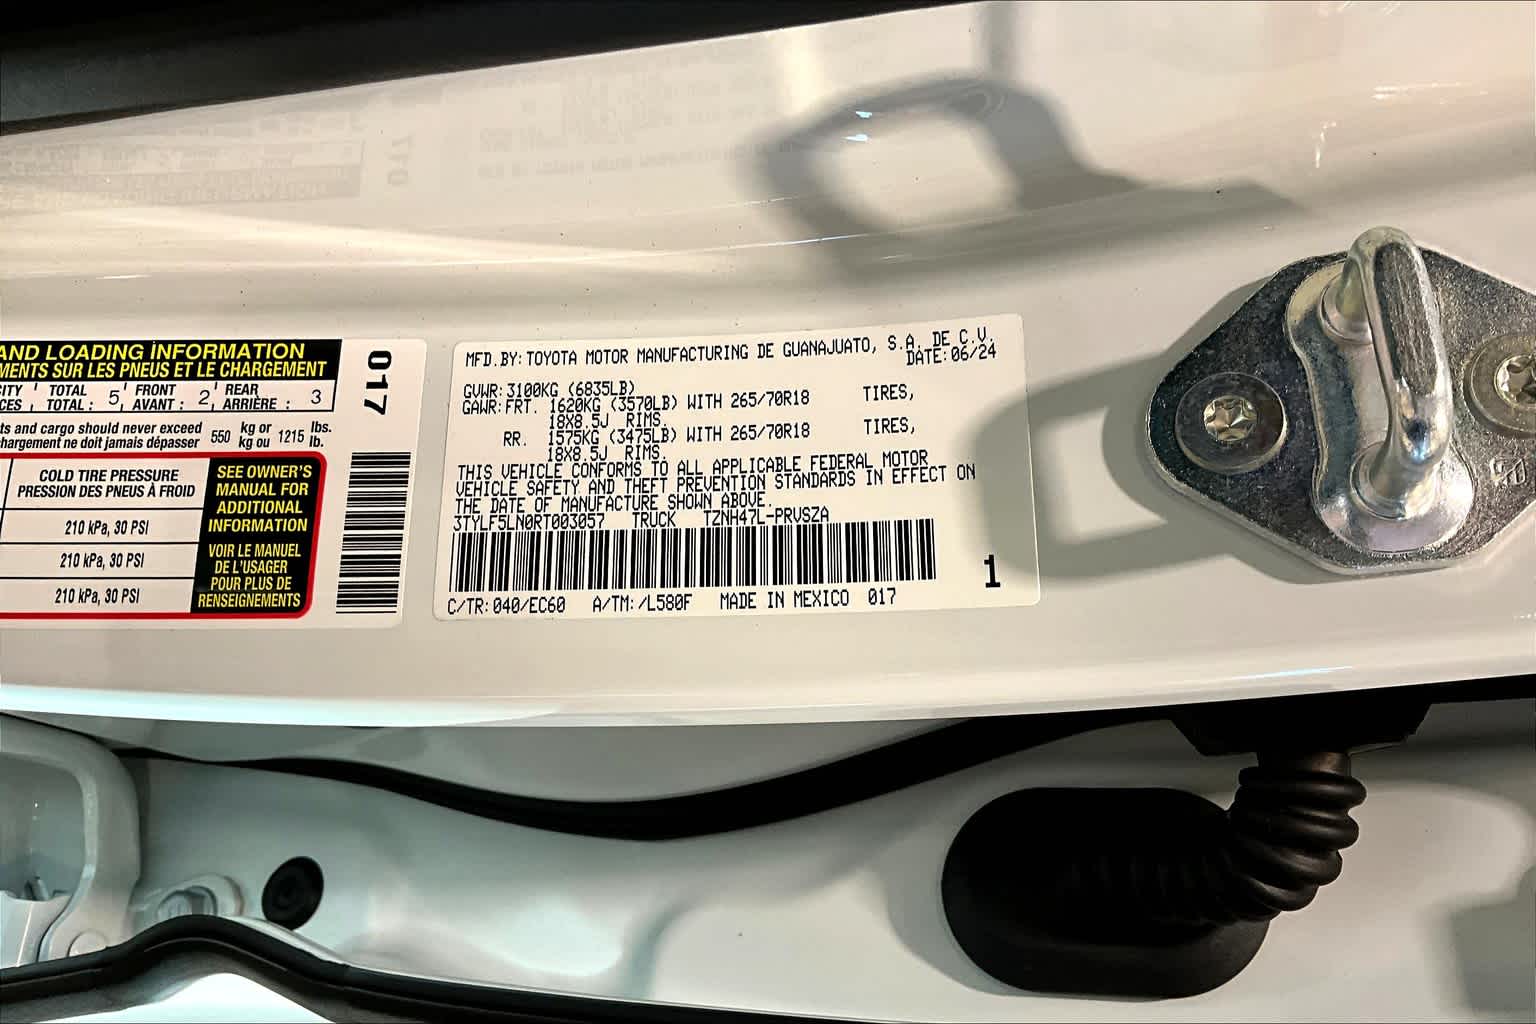 AND LOADING INFORMATION
MENTS SUR LES PNEUS ET LE CHARGEMENT
CITY TOTAL 5 FRONT 2 REAR 3
CES TOTAL : AVANT : ARRIÈRE :
ts and cargo should never exceed 550 kg or 1215 lbs.
hargement ne doit jamais dépasser kg ou lb.
COLD TIRE PRESSURE
PRESSION DES PNEUS À FROID
210 kPa, 30 PSI
210 kPa, 30 PSI
210 kPa, 30 PSI
SEE OWNER'S
MANUAL FOR
ADDITIONAL
INFORMATION
VOIR LE MANUEL
DE L'USAGER
POUR PLUS DE
RENSEIGNEMENTS
017
MFD. BY: TOYOTA MOTOR MANUFACTURING DE GUANAJUATO, S.A. DE C.V.
DATE: 06/24
GVWR: 3100KG (6835LB)
GAWR: FRT. 1620KG (3570LB) WITH 265/70R18 TIRES,
18X8.5J RIMS.
RR. 1575KG (3475LB) WITH 265/70R18 TIRES,
18X8.5J RIMS.
THIS VEHICLE CONFORMS TO ALL APPLICABLE FEDERAL MOTOR
VEHICLE SAFETY AND THEFT PREVENTION STANDARDS IN EFFECT ON
THE DATE OF MANUFACTURE SHOWN ABOVE.
3TYLF5LN0RT003057 TRUCK TZNH47L-PRVSZA
C/TR: 040/EC60 A/TM: /L580F MADE IN MEXICO 017
1